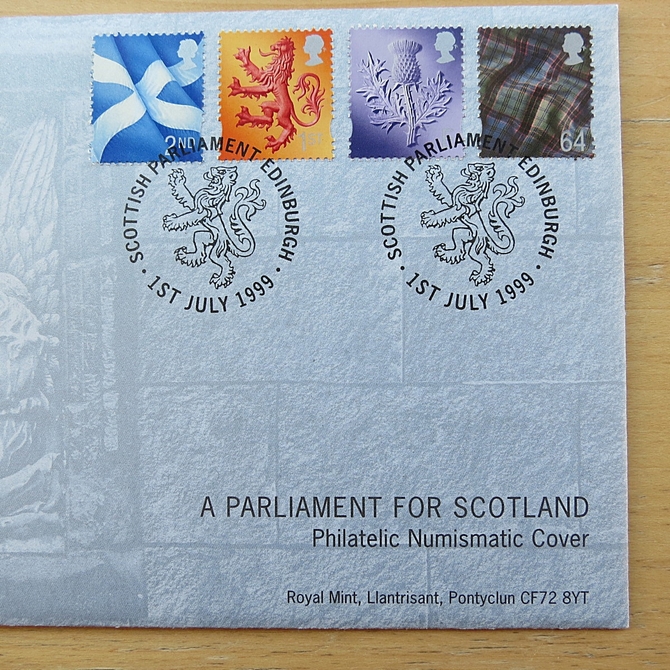 2ND
1ST
64
SCOTTISH PARLIAMENT EDINBURGH
· 1ST JULY 1999 ·
SCOTTISH PARLIAMENT EDINBURGH
· 1ST JULY 1999 ·
A PARLIAMENT FOR SCOTLAND
Philatelic Numismatic Cover
Royal Mint, Llantrisant, Pontyclun CF72 8YT